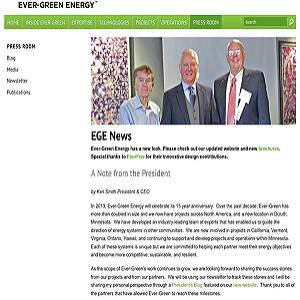 EVER-GREEN ENERGY™
HOME INSIDE EVER-GREEN EXPERTISE TECHNOLOGIES PROJECTS OPERATIONS PRESS ROOM Search
PRESS ROOM
Blog
Media
Newsletter
Publications
EGE News
Ever-Green Energy has a new look. Please check out our updated website and new brochures.
Special thanks to FourFive for their innovative design contributions.
A Note from the President
by Ken Smith President & CEO
In 2013, Ever-Green Energy will celebrate its 15 year anniversary. Over the past decade, Ever-Green has
more than doubled in size and we now have projects across North America, and a new location in Duluth,
Minnesota. We have developed an industry-leading team of experts that has enabled us to guide the
direction of energy systems in other communities. We are now involved in projects in California, Vermont,
Virginia, Ontario, Hawaii, and continuing to support and develop projects and operations within Minnesota.
Each of these systems is unique but we are committed to helping each partner meet their energy objectives
and become more competitive, sustainable, and resilient.
As the scope of Ever-Green's work continues to grow, we are looking forward to sharing the success stories
from our projects and from our partners. We will be using our newsletter to track these stories and I will be
sharing my personal perspective through a President's Blog featured on our new website. Thank you to all of
the partners that have allowed Ever-Green to reach these milestones.